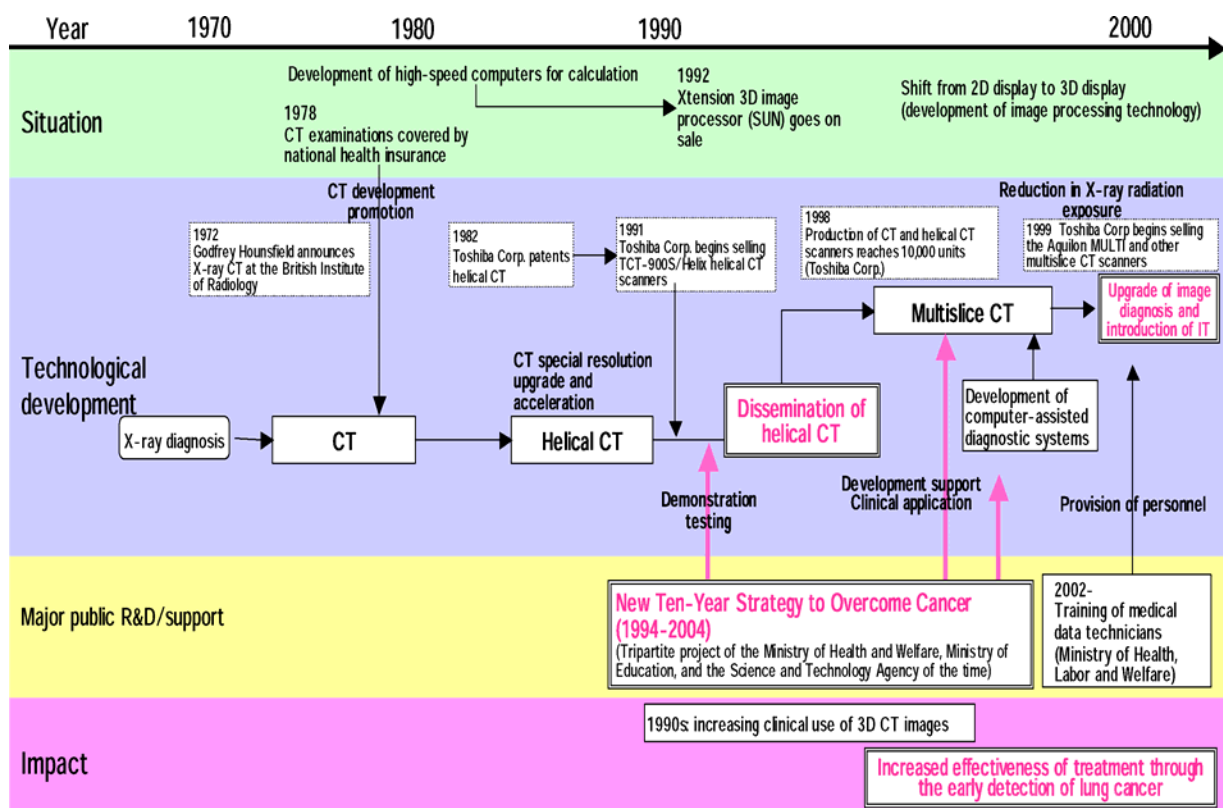 Year 1970 1980 1990 2000
Situation
Development of high-speed computers for calculation
1978
CT examinations covered by
national health insurance
1992
Xtension 3D image
processor (SUN) goes on
sale
Shift from 2D display to 3D display
(development of image processing technology)
Technological
development
CT development
promotion
1972
Godfrey Hounsfield announces
X-ray CT at the British Institute
of Radiology
1982
Toshiba Corp. patents
helical CT
1991
Toshiba Corp. begins selling
TCT-900S/Helix helical CT
scanners
1998
Production of CT and helical CT
scanners reaches 10,000 units
(Toshiba Corp.)
Reduction in X-ray radiation
exposure
1999 Toshiba Corp begins selling
the Aquilon MULTI and other
multislice CT scanners
Multislice CT
Upgrade of image
diagnosis and
introduction of IT
CT special resolution
upgrade and
acceleration
X-ray diagnosis
CT
Helical CT
Dissemination of
helical CT
Development of
computer-assisted
diagnostic systems
Demonstration
testing
Development support
Clinical application
Provision of personnel
Major public R&D/support
New Ten-Year Strategy to Overcome Cancer
(1994-2004)
(Tripartite project of the Ministry of Health and Welfare, Ministry of
Education, and the Science and Technology Agency of the time)
2002-
Training of medical
data technicians
(Ministry of Health,
Labor and Welfare)
Impact
1990s: increasing clinical use of 3D CT images
Increased effectiveness of treatment through
the early detection of lung cancer